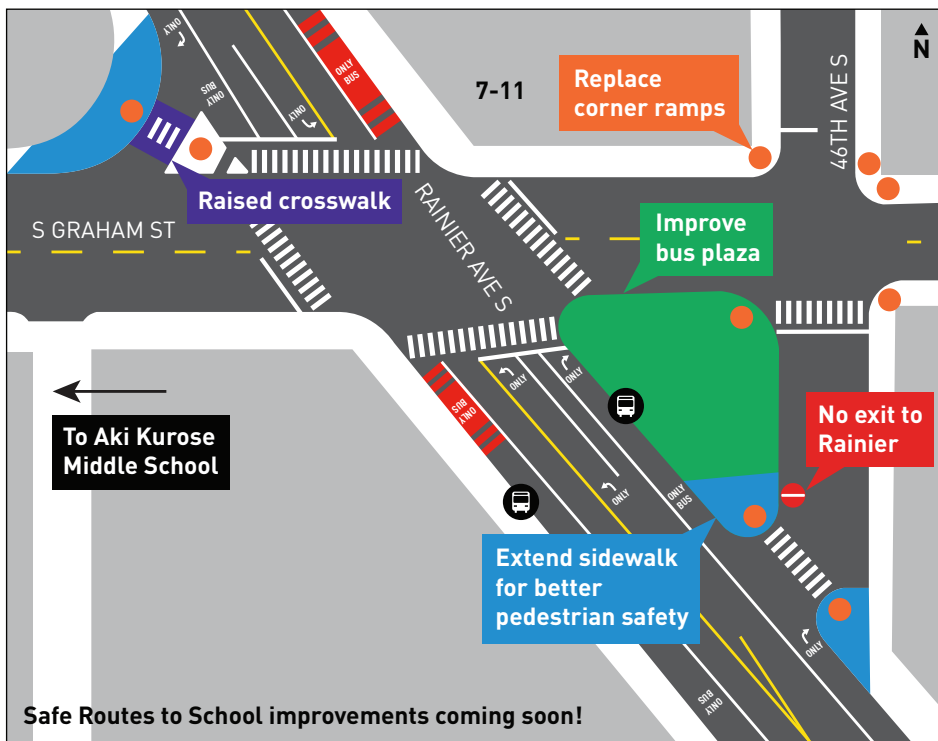 ONLY
BUS
ONLY
ONLY
ONLY
BUS
7-11
Replace
corner ramps
46TH AVE S
N
Raised crosswalk
S GRAHAM ST
RAINIER AVE S
Improve
bus plaza
ONLY
ONLY
BUS
ONLY
To Aki Kurose
Middle School
No exit to
Rainier
ONLY
ONLY
BUS
Extend sidewalk
for better
pedestrian safety
ONLY
BUS
ONLY
Safe Routes to School improvements coming soon!